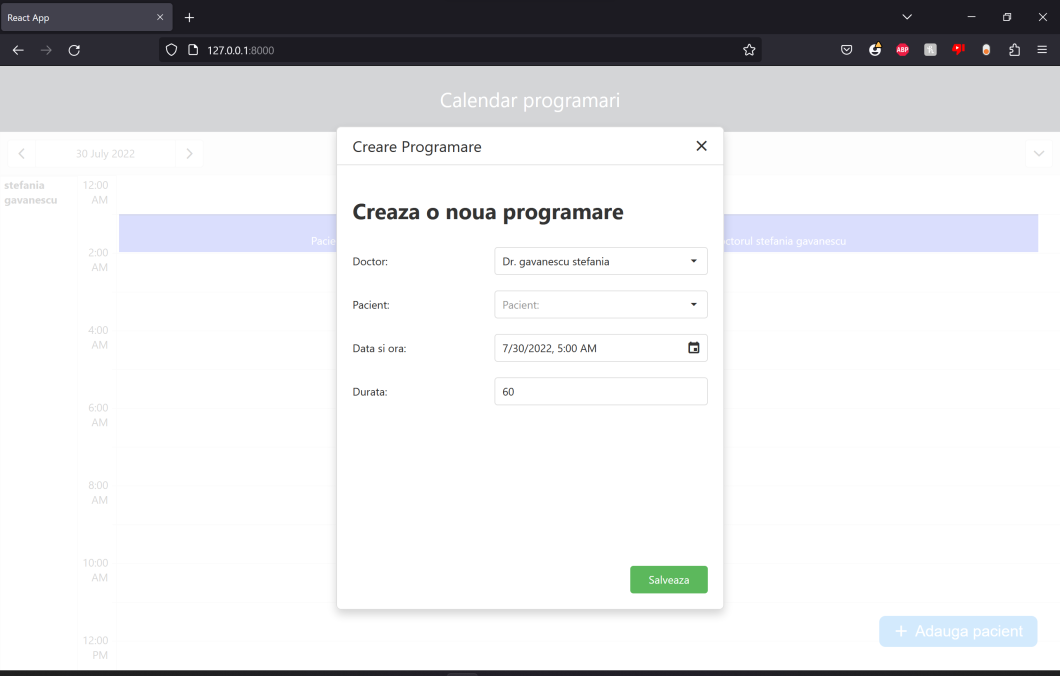 React App
127.0.0.1:8000
ABP
Calendar programari
30 July 2022
stefania
gavanescu
12:00
AM
Pacie
ctorul stefania gavanescu
2:00
AM
4:00
AM
6:00
AM
8:00
AM
10:00
AM
12:00
PM
Creare Programare
Creaza o noua programare
Doctor:
Dr. gavanescu stefania
Pacient:
Pacient:
Data si ora:
7/30/2022, 5:00 AM
Durata:
60
Salveaza
+ Adauga pacient